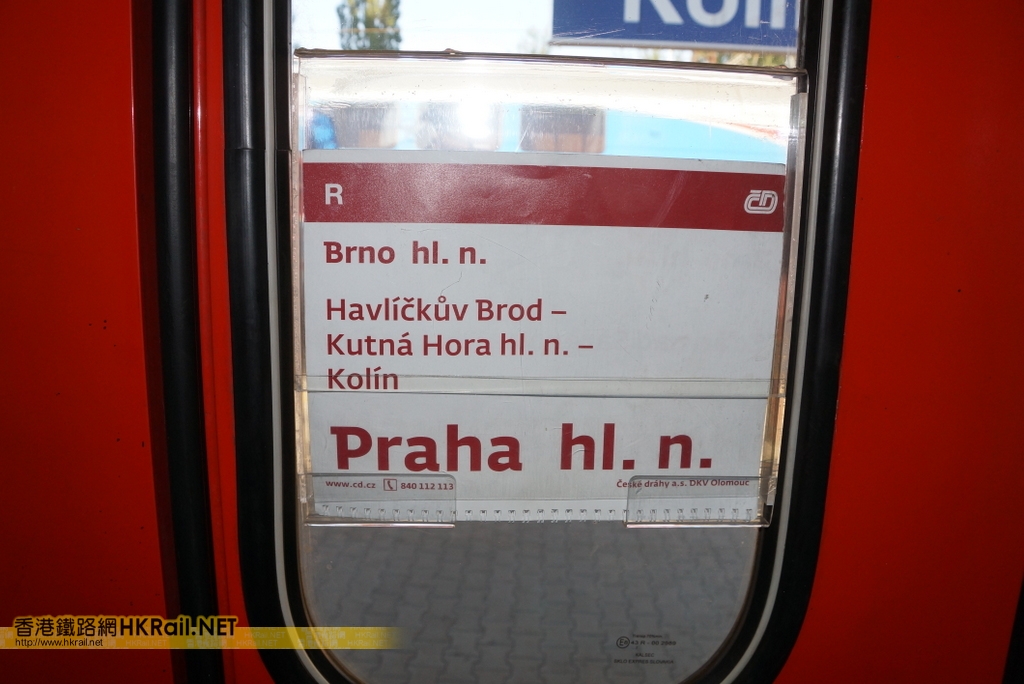 R ČD
Brno hl. n.
Havlíčkův Brod –
Kutná Hora hl. n. –
Kolín
Praha hl. n.
www.cd.cz 840 112 113 České dráhy a.s. DKV Olomouc
香港鐵路網HKRail.NET
http://www.hkrail.net